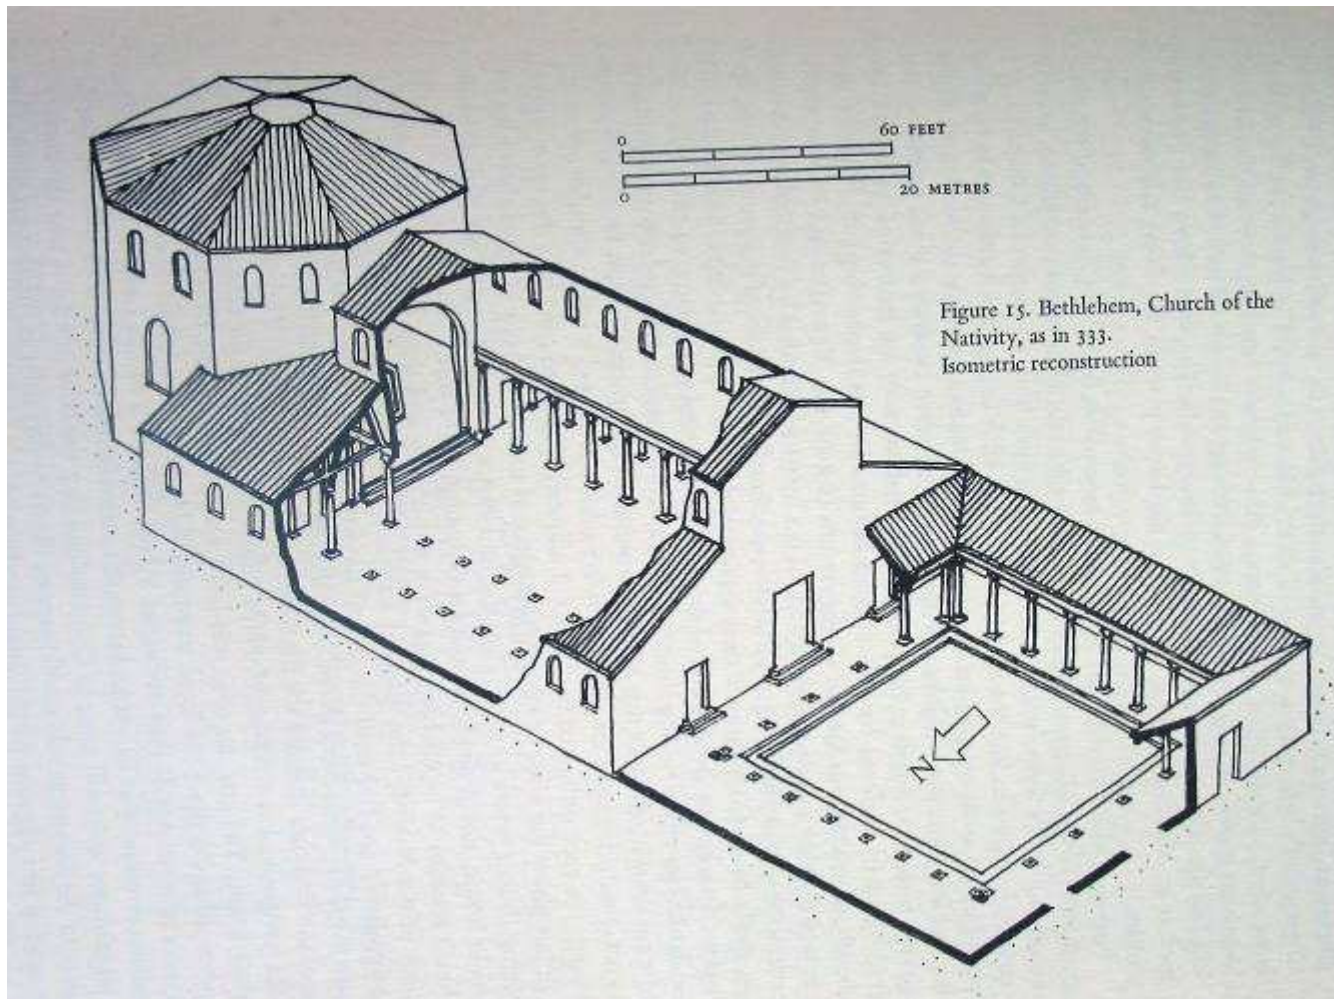 0
60 FEET
0
20 METRES
Figure 15. Bethlehem, Church of the
Nativity, as in 333.
Isometric reconstruction
N